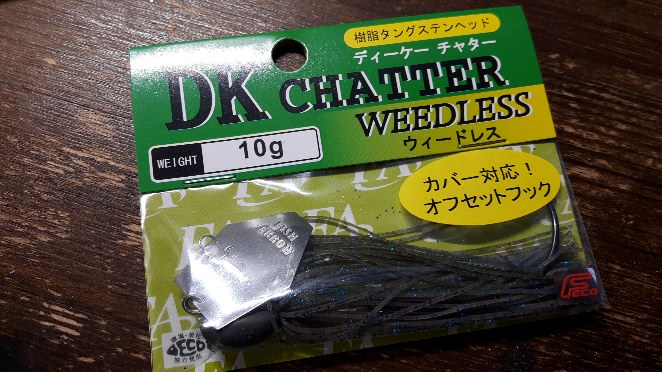 樹脂タングステンヘッド
ディーケー チャター
DK CHATTER
WEEDLESS
ウィードレス
WEIGHT 10g
カバー対応！
オフセットフック
FECO